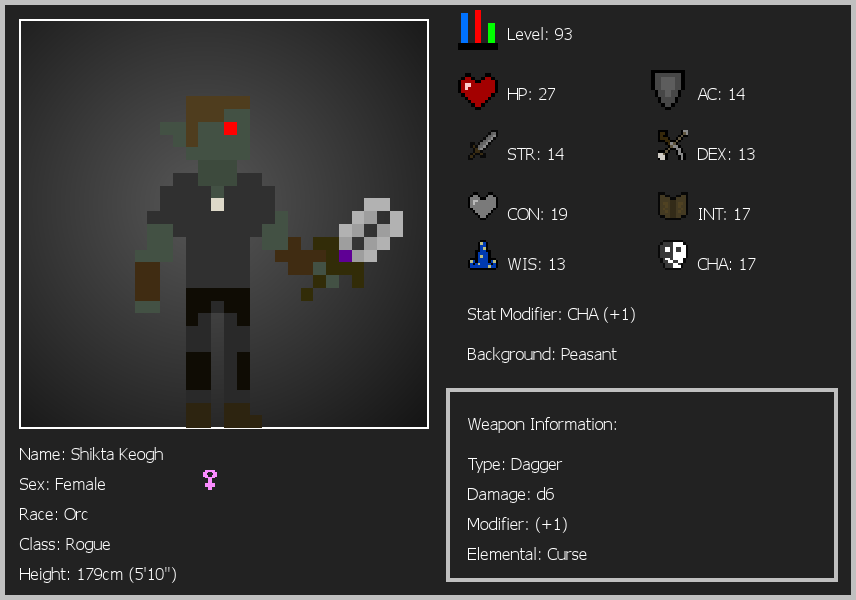 Level: 93
HP: 27
AC: 14
STR: 14
DEX: 13
CON: 19
INT: 17
WIS: 13
CHA: 17
Stat Modifier: CHA (+1)
Background: Peasant
Weapon Information:
Type: Dagger
Damage: d6
Modifier: (+1)
Elemental: Curse
Name: Shikta Keogh
Sex: Female
Race: Orc
Class: Rogue
Height: 179cm (5'10")